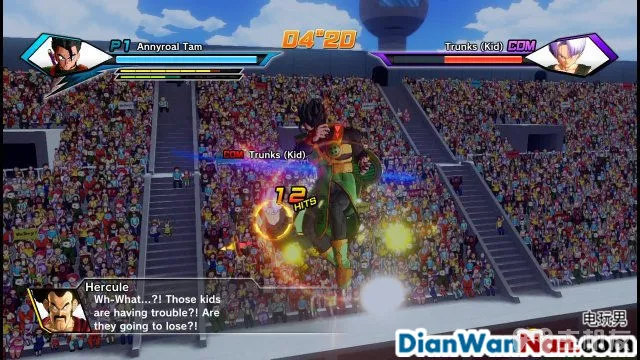 P1 Annyroal Tam
04"20
Trunks (Kid) COM
COM Trunks (Kid)
12
HITS
Hercule
Wh-What...?! Those kids
are having trouble?! Are
they going to lose?!
电玩男
DianWanNan.com